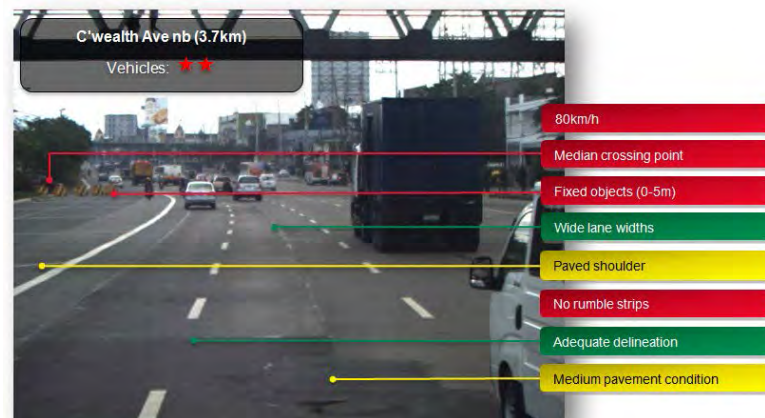 C'wealth Ave nb (3.7km)
Vehicles:
80km/h
Median crossing point
Fixed objects (0-5m)
Wide lane widths
Paved shoulder
No rumble strips
Adequate delineation
Medium pavement condition